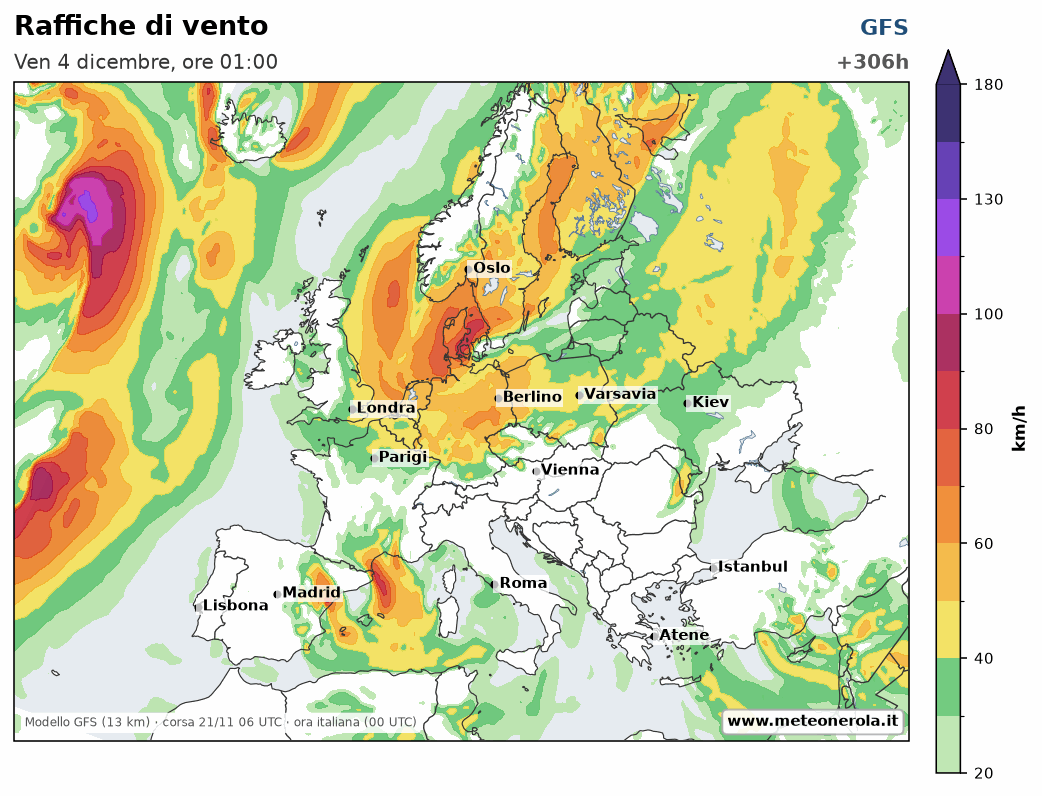 Raffiche di vento
GFS
Ven 4 dicembre, ore 01:00
+306h
180
130
100
80
60
40
20
km/h
Oslo
Londra
Berlino
Varsavia
Kiev
Parigi
Vienna
Istanbul
Roma
Madrid
Lisbona
Atene
Modello GFS (13 km) · corsa 21/11 06 UTC · ora italiana (00 UTC)
www.meteonerola.it